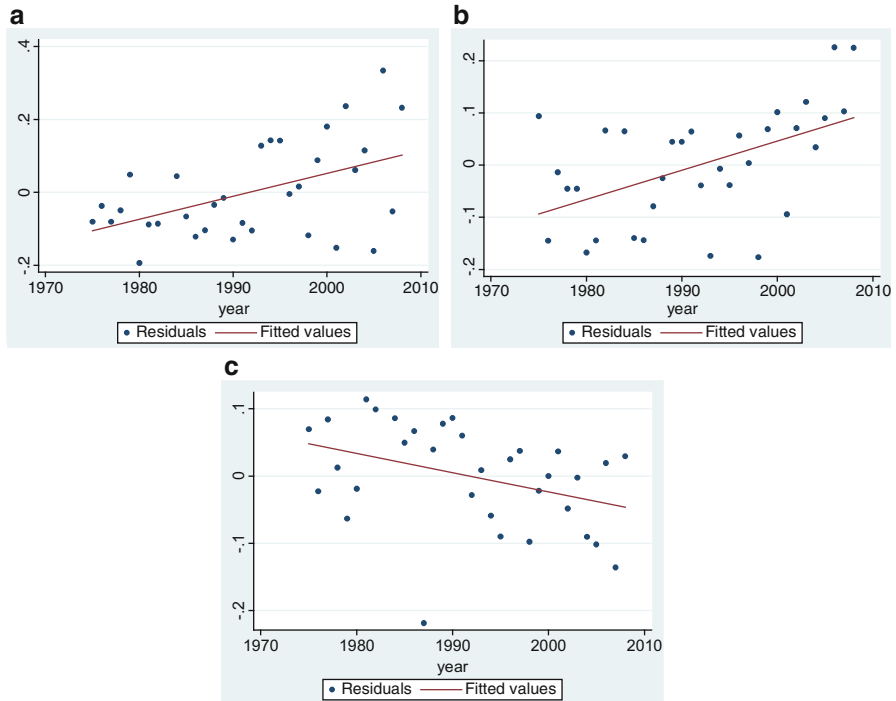 a
.4
.2
0
-.2
1970 1980 1990 2000 2010
year
Residuals Fitted values
b
.2
.1
0
-.1
-.2
1970 1980 1990 2000 2010
year
Residuals Fitted values
c
.1
0
-.1
-.2
1970 1980 1990 2000 2010
year
Residuals Fitted values